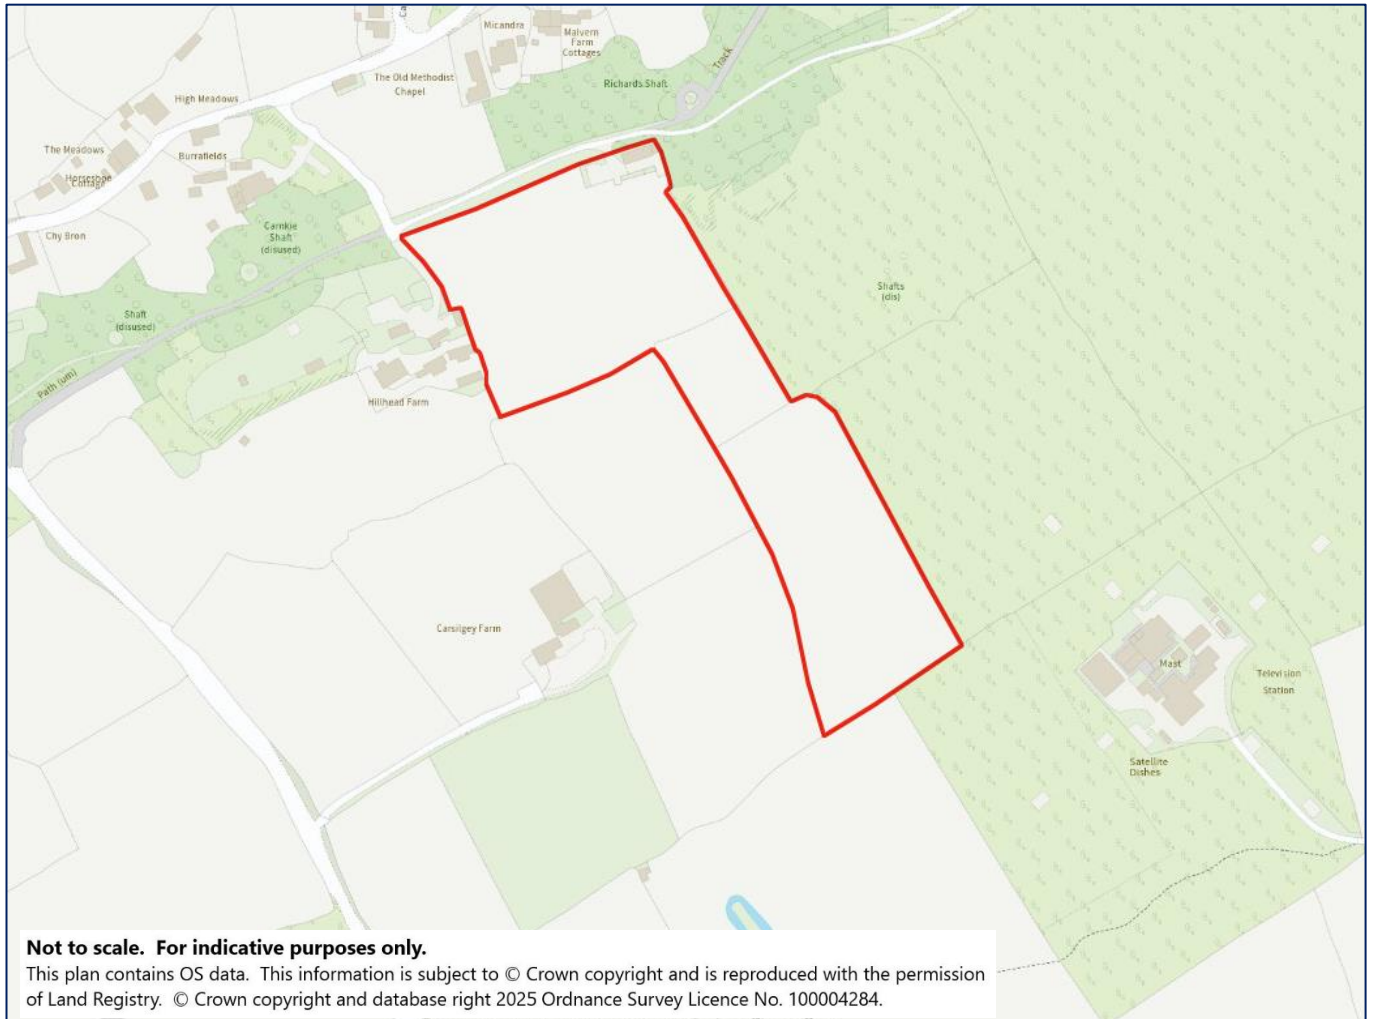 Ca
Micandra
Malvern
Farm
Cottages
Track
The Old Methodist
Chapel
Richards Shaft
High Meadows
The Meadows
Burrafields
Horseshoe
Cottage
Chy Bron
Carnkie
Shaft
(disused)
Shaft
(disused)
Shafts
(dis)
Path (um)
Hillhead Farm
Carsilgey Farm
Mast
Television
Station
Satellite
Dishes
Not to scale. For indicative purposes only.
This plan contains OS data. This information is subject to © Crown copyright and is reproduced with the permission
of Land Registry. © Crown copyright and database right 2025 Ordnance Survey Licence No. 100004284.